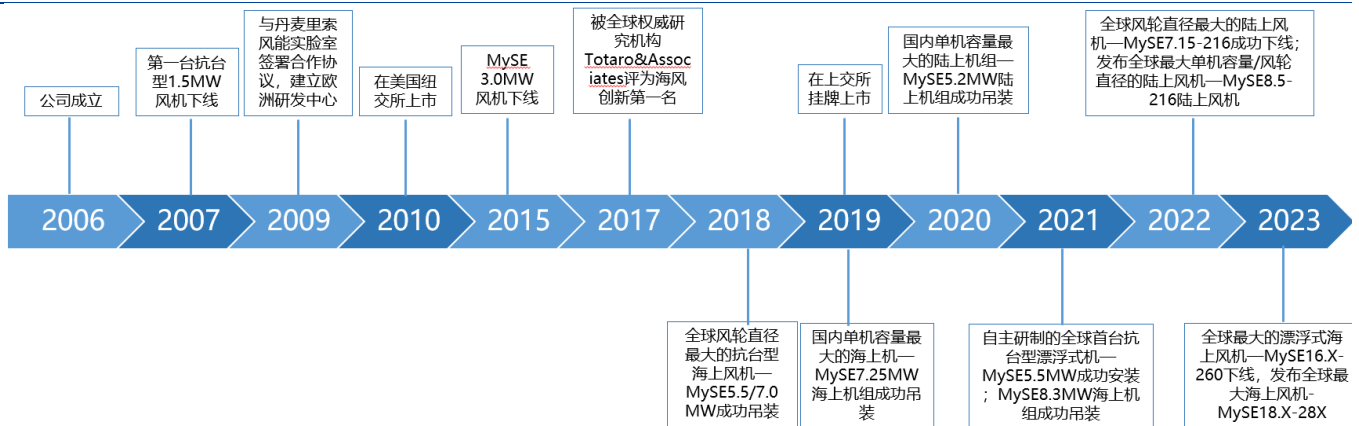 公司成立
第一台抗台
型1.5MW
风机下线
与丹麦里索
风能实验室
签署合作协
议，建立欧
洲研发中心
在美国纽
交所上市
MySE
3.0MW
风机下线
被全球权威研
究机构
Totaro&Assoc
iates评为海风
创新第一名
在上交所
挂牌上市
国内单机容量最
大的陆上机组—
MySE5.2MW陆
上机组成功吊装
全球风轮直径最大的陆上风
机—MySE7.15-216成功下线；
发布全球最大单机容量/风轮
直径的陆上风机—MySE8.5-
216陆上风机
2006
2007
2009
2010
2015
2017
2018
2019
2020
2021
2022
2023
全球风轮直径
最大的抗台型
海上风机—
MySE5.5/7.0
MW成功吊装
国内单机容量最
大的海上机—
MySE7.25MW
海上机组成功吊
装
自主研制的全球首台抗
台型漂浮式机—
MySE5.5MW成功安装
；MySE8.3MW海上机
组成功吊装
全球最大的漂浮式海
上风机—MySE16.X-
260下线，发布全球最
大海上风机-
MySE18.X-28X